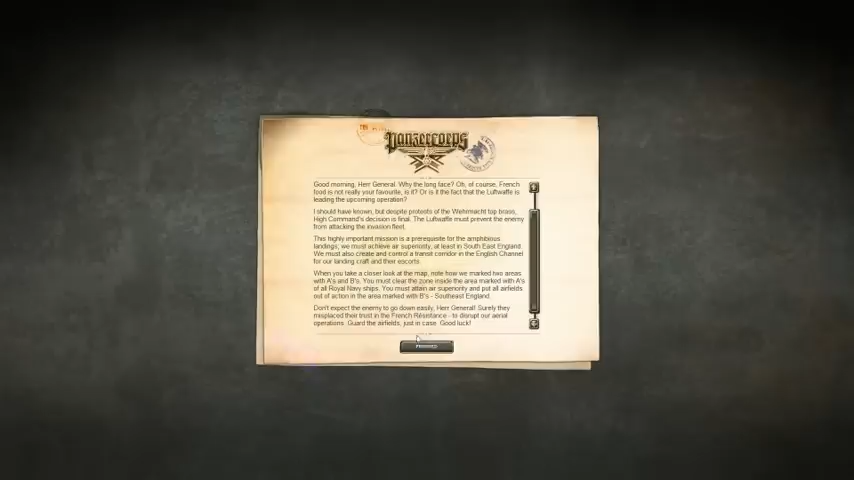 Panzercorps
Good morning, Herr General. Why the long face? Oh, of course, French
food is not really your favourite, is it? Or is it the fact that the Luftwaffe is
leading the upcoming operation?
I should have known, but despite protests of the Wehrmacht top brass,
High Command's decision is final. The Luftwaffe must prevent the enemy
from attacking the invasion fleet.
This highly important mission is a prerequisite for the amphibious
landings, we must achieve air superiority, at least in South East England.
We must also create and control a transit corridor in the English Channel
for our landing craft and their escorts.
When you take a closer look at the map, note how we marked two areas
with A's and B's. You must clear the zone inside the area marked with A's
of all Royal Navy ships. You must attain air superiority and put all airfields
out of action in the area marked with B's - Southeast England.
Don't expect the enemy to go down easily, Herr General! Surely they
misplaced their trust in the French Résistance - to disrupt our aerial
operations. Guard the airfields, just in case. Good luck!